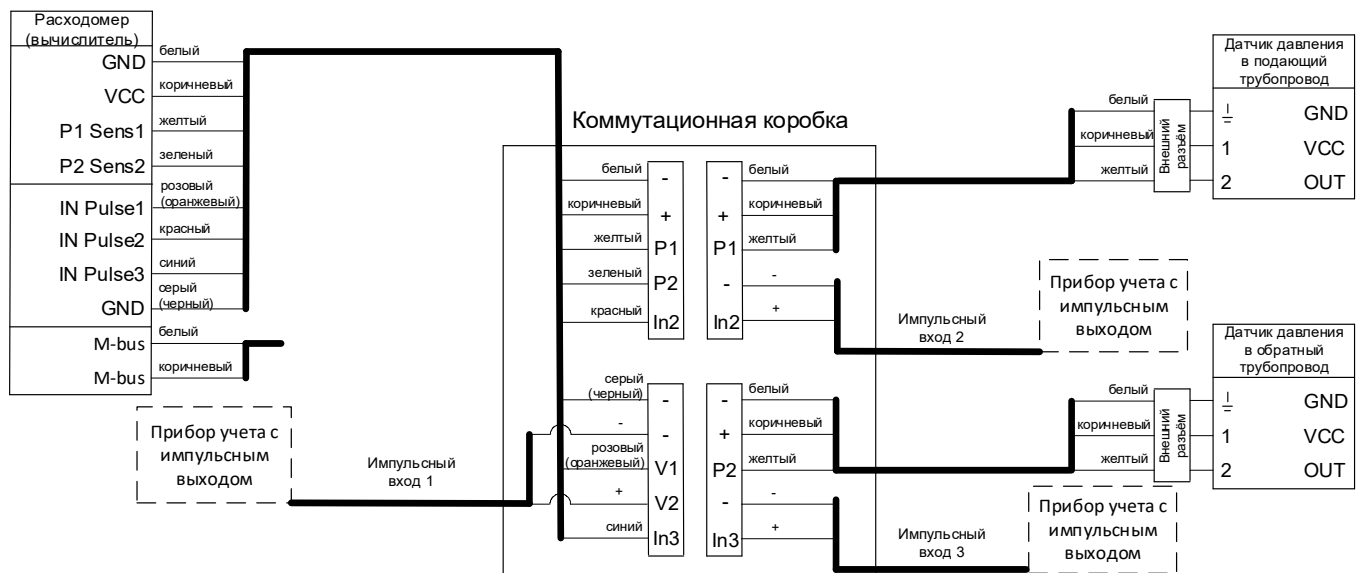 Расходомер
(вычислитель)
GND
белый
VCC
коричневый
P1 Sens1
желтый
P2 Sens2
зеленый
IN Pulse1
розовый
(оранжевый)
IN Pulse2
красный
IN Pulse3
синий
GND
серый
(черный)
M-bus
белый
M-bus
коричневый
Прибор учета с
импульсным
выходом
Импульсный
вход 1
Коммутационная коробка
белый
-
коричневый
+
желтый
P1
зеленый
P2
красный
In2
-
белый
+
коричневый
P1
желтый
-
-
In2
+
серый
(черный)
-
-
-
розовый
(оранжевый)
V1
+
V2
синий
In3
-
белый
+
коричневый
P2
желтый
-
-
In3
+
Импульсный
вход 2
Прибор учета с
импульсным
выходом
Импульсный
вход 3
Прибор учета с
импульсным
выходом
Датчик давления
в подающий
трубопровод
белый
коричневый
желтый
Внешний
разъём
GND
1
VCC
2
OUT
Датчик давления
в обратный
трубопровод
белый
коричневый
желтый
Внешний
разъём
GND
1
VCC
2
OUT